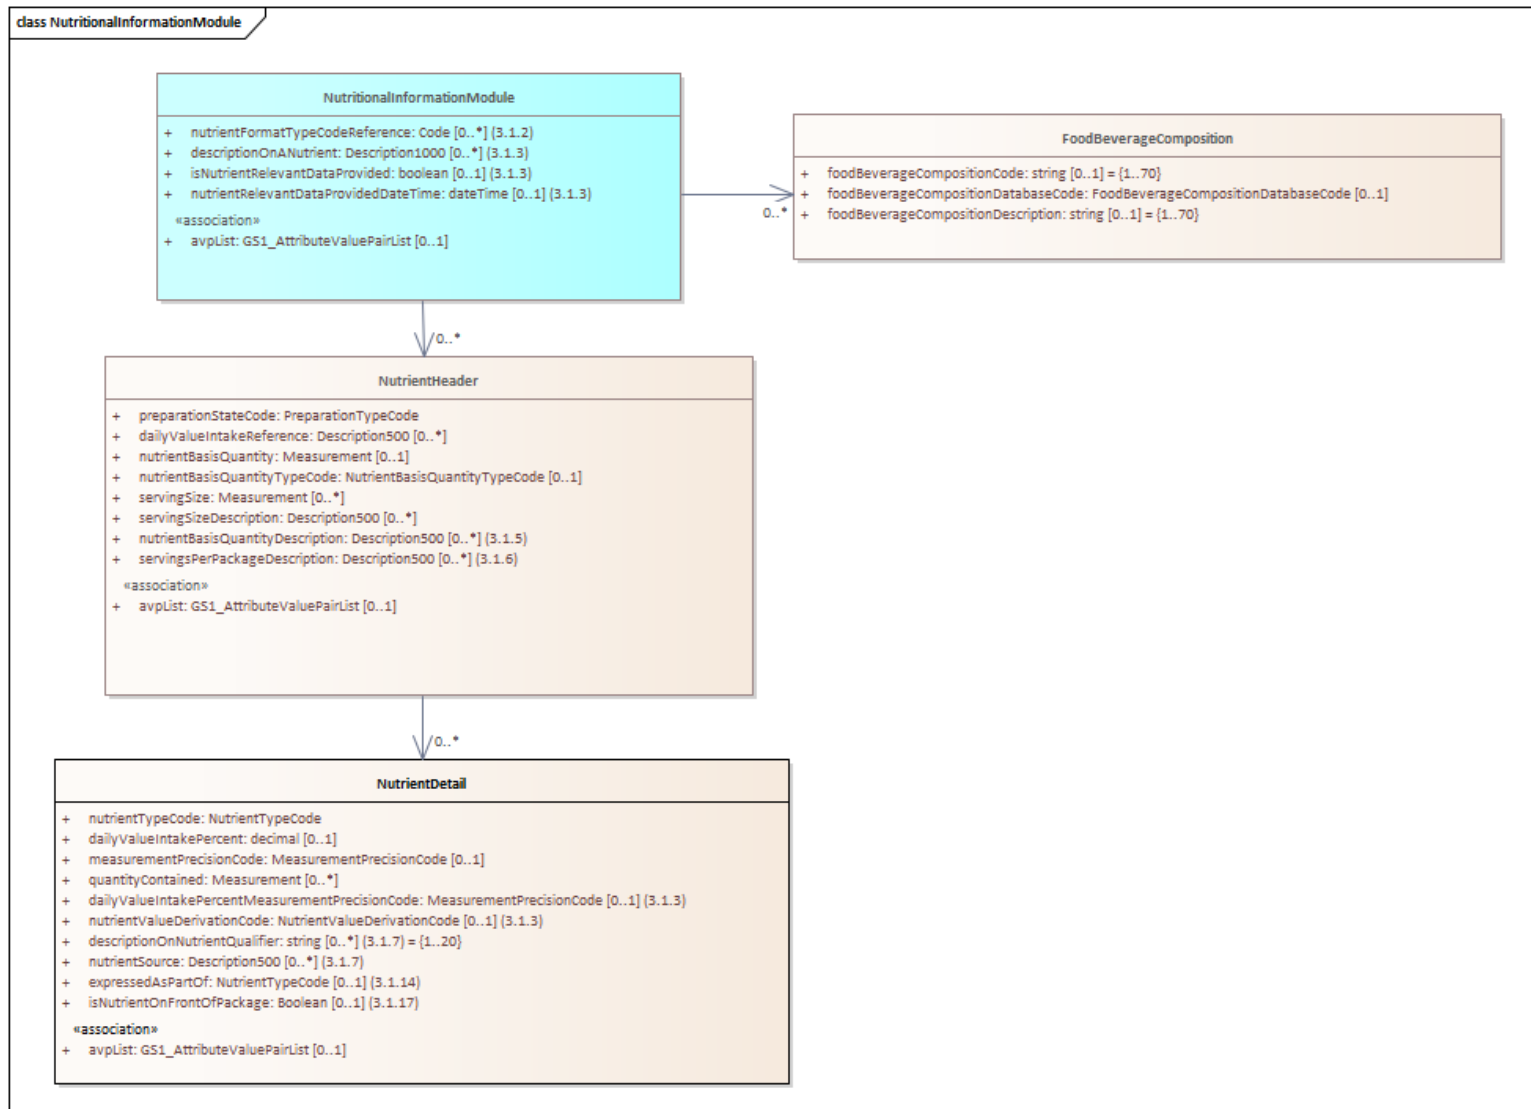 class NutritionalInformationModule
NutritionalInformationModule
+ nutrientFormatTypeCodeReference: Code [0..*] (3.1.2)
+ descriptionOnANutrient: Description1000 [0..*] (3.1.3)
+ isNutrientRelevantDataProvided: boolean [0..1] (3.1.3)
+ nutrientRelevantDataProvidedDateTime: dateTime [0..1] (3.1.3)
«association»
+ avpList: GS1_AttributeValuePairList [0..1]
0..*
FoodBeverageComposition
+ foodBeverageCompositionCode: string [0..1] = {1..70}
+ foodBeverageCompositionDatabaseCode: FoodBeverageCompositionDatabaseCode [0..1]
+ foodBeverageCompositionDescription: string [0..1] = {1..70}
0..*
NutrientHeader
+ preparationStateCode: PreparationTypeCode
+ dailyValueIntakeReference: Description500 [0..*]
+ nutrientBasisQuantity: Measurement [0..1]
+ nutrientBasisQuantityTypeCode: NutrientBasisQuantityTypeCode [0..1]
+ servingSize: Measurement [0..*]
+ servingSizeDescription: Description500 [0..*]
+ nutrientBasisQuantityDescription: Description500 [0..*] (3.1.5)
+ servingsPerPackageDescription: Description500 [0..*] (3.1.6)
«association»
+ avpList: GS1_AttributeValuePairList [0..1]
0..*
NutrientDetail
+ nutrientTypeCode: NutrientTypeCode
+ dailyValueIntakePercent: decimal [0..1]
+ measurementPrecisionCode: MeasurementPrecisionCode [0..1]
+ quantityContained: Measurement [0..*]
+ dailyValueIntakePercentMeasurementPrecisionCode: MeasurementPrecisionCode [0..1] (3.1.3)
+ nutrientValueDerivationCode: NutrientValueDerivationCode [0..1] (3.1.3)
+ descriptionOnNutrientQualifier: string [0..*] (3.1.7) = {1..20}
+ nutrientSource: Description500 [0..*] (3.1.7)
+ expressedAsPartOf: NutrientTypeCode [0..1] (3.1.14)
+ isNutrientOnFrontOfPackage: Boolean [0..1] (3.1.17)
«association»
+ avpList: GS1_AttributeValuePairList [0..1]